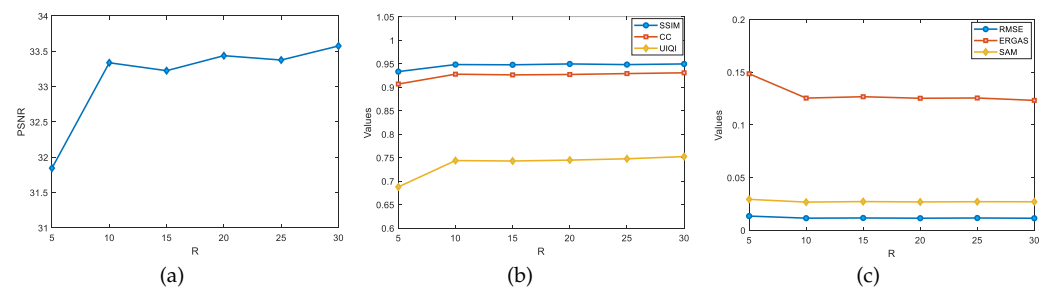 34
33.5
33
32.5
32
31.5
31
PSNR
5 10 15 20 25 30
R
(a)
1.05
1
0.95
0.9
0.85
0.8
0.75
0.7
0.65
0.6
Values
SSIM
CC
UIQI
5 10 15 20 25 30
R
(b)
0.2
0.15
0.1
0.05
0
Values
RMSE
ERGAS
SAM
5 10 15 20 25 30
R
(c)